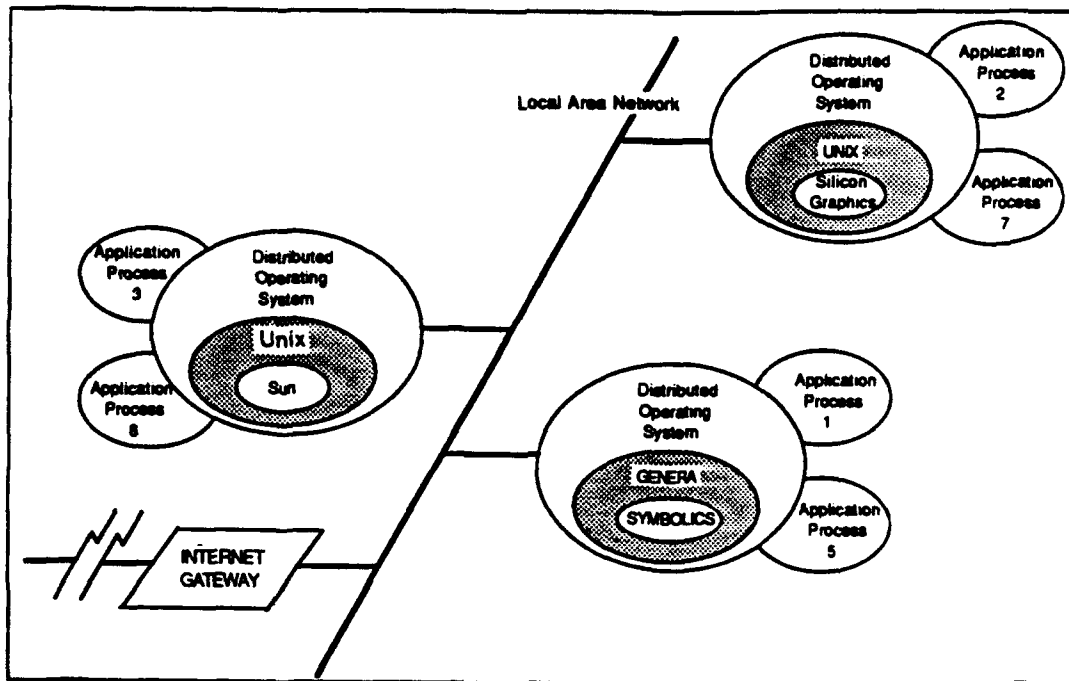 Local Area Network
Distributed
Operating
System
UNIX
Silicon
Graphics
Application
Process
2
Application
Process
7
Application
Process
3
Application
Process
8
Distributed
Operating
System
Unix
Sun
Distributed
Operating
System
GENERA
SYMBOLICS
Application
Process
1
Application
Process
5
INTERNET
GATEWAY